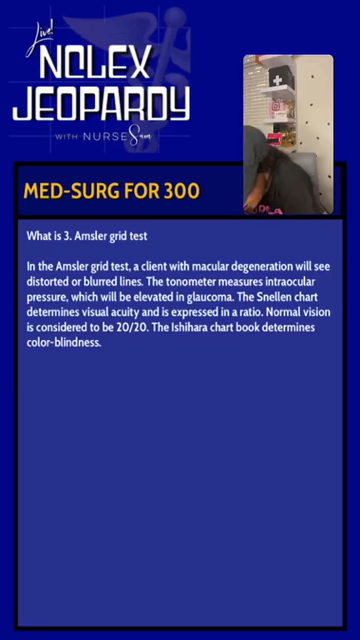 Live!
NCLEX
JEOPARDY
WITH NURSE Sam
MED-SURG FOR 300
What is 3. Amsler grid test
In the Amsler grid test, a client with macular degeneration will see
distorted or blurred lines. The tonometer measures intraocular
pressure, which will be elevated in glaucoma. The Snellen chart
determines visual acuity and is expressed in a ratio. Normal vision
is considered to be 20/20. The Ishihara chart book determines
color-blindness.